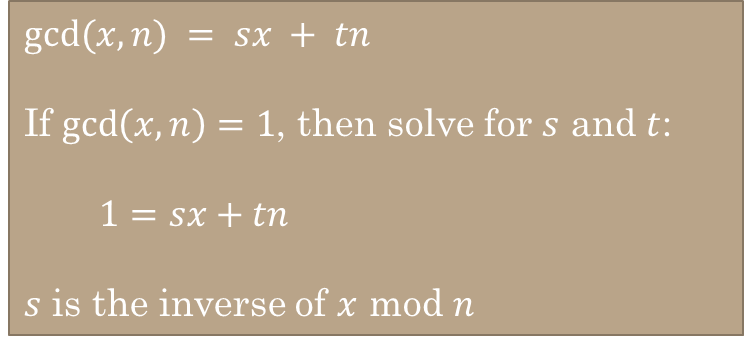 gcd(x, n) = sx + tn
If gcd(x, n) = 1, then solve for s and t:
1 = sx + tn
s is the inverse of x mod n